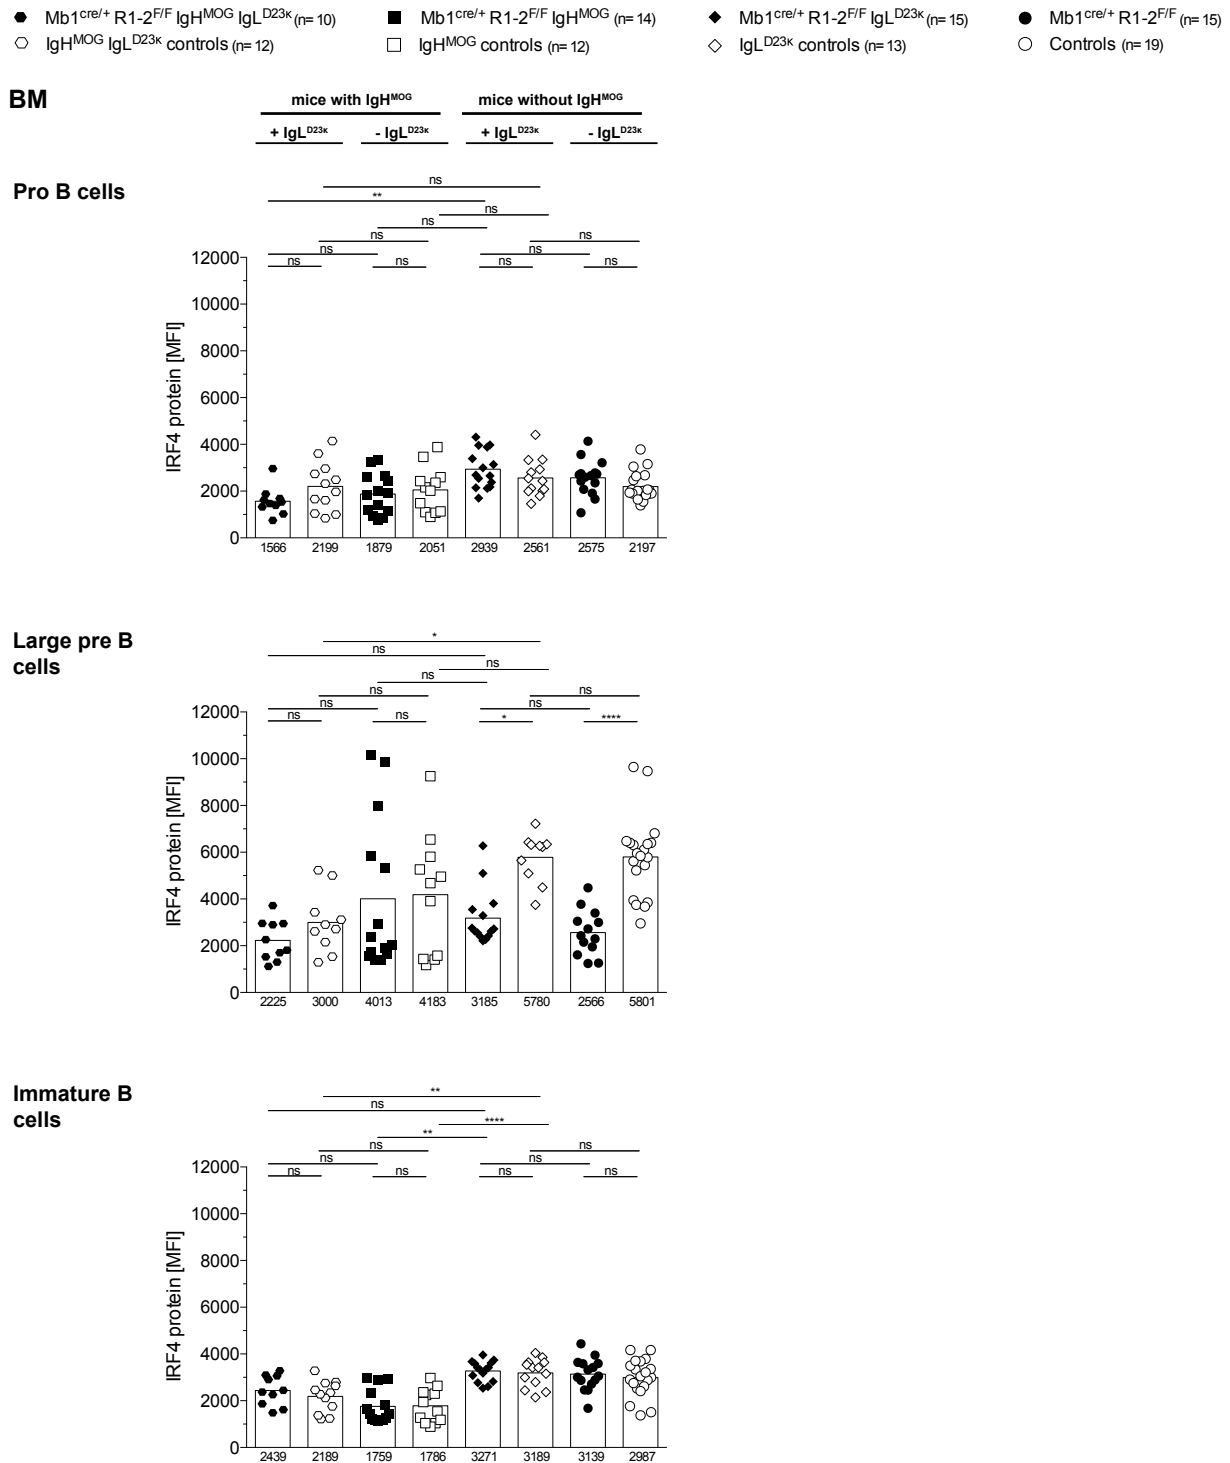 Mb1cre/+ R1-2F/F IgHMOG IgLD23κ (n= 10) Mb1cre/+ R1-2F/F IgHMOG (n= 14) Mb1cre/+ R1-2F/F IgLD23κ (n= 15) Mb1cre/+ R1-2F/F (n= 15)
IgHMOG IgLD23κ controls (n= 12) IgHMOG controls (n= 12) IgLD23κ controls (n= 13) Controls (n= 19)
BM
mice with IgHMOG mice without IgHMOG
+ IgLD23κ - IgLD23κ + IgLD23κ - IgLD23κ
Pro B cells
ns
**
ns
ns
ns ns
ns ns
ns ns ns ns
IRF4 protein [MFI]
12000
10000
8000
6000
4000
2000
0
1566 2199 1879 2051 2939 2561 2575 2197
Large pre B
cells
*
ns
ns
ns
ns ns
ns ns
ns ns * ****
IRF4 protein [MFI]
12000
10000
8000
6000
4000
2000
0
2225 3000 4013 4183 3185 5780 2566 5801
Immature B
cells
**
ns
****
**
ns ns
ns ns
ns ns ns ns
IRF4 protein [MFI]
12000
10000
8000
6000
4000
2000
0
2439 2189 1759 1786 3271 3189 3139 2987